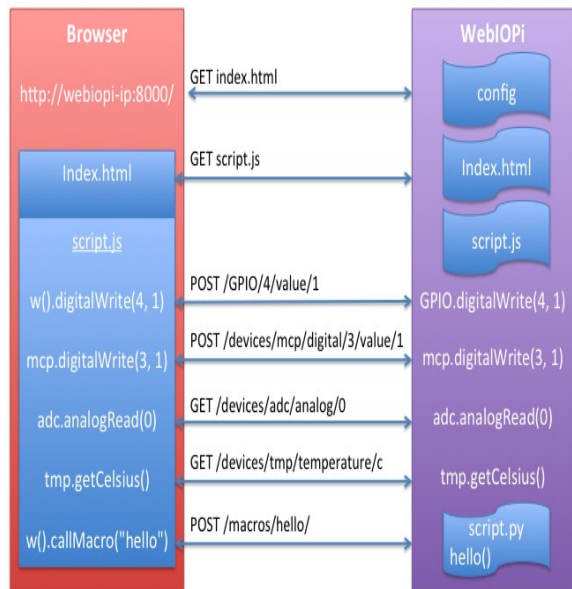 Browser
WebIOPi
http://webiopi-ip:8000/
GET index.html
config
Index.html
GET script.js
Index.html
script.js
script.js
w().digitalWrite(4, 1)
POST /GPIO/4/value/1
GPIO.digitalWrite(4, 1)
mcp.digitalWrite(3, 1)
POST /devices/mcp/digital/3/value/1
mcp.digitalWrite(3, 1)
adc.analogRead(0)
GET /devices/adc/analog/0
adc.analogRead(0)
tmp.getCelsius()
GET /devices/tmp/temperature/c
tmp.getCelsius()
w().callMacro("hello")
POST /macros/hello/
script.py
hello()